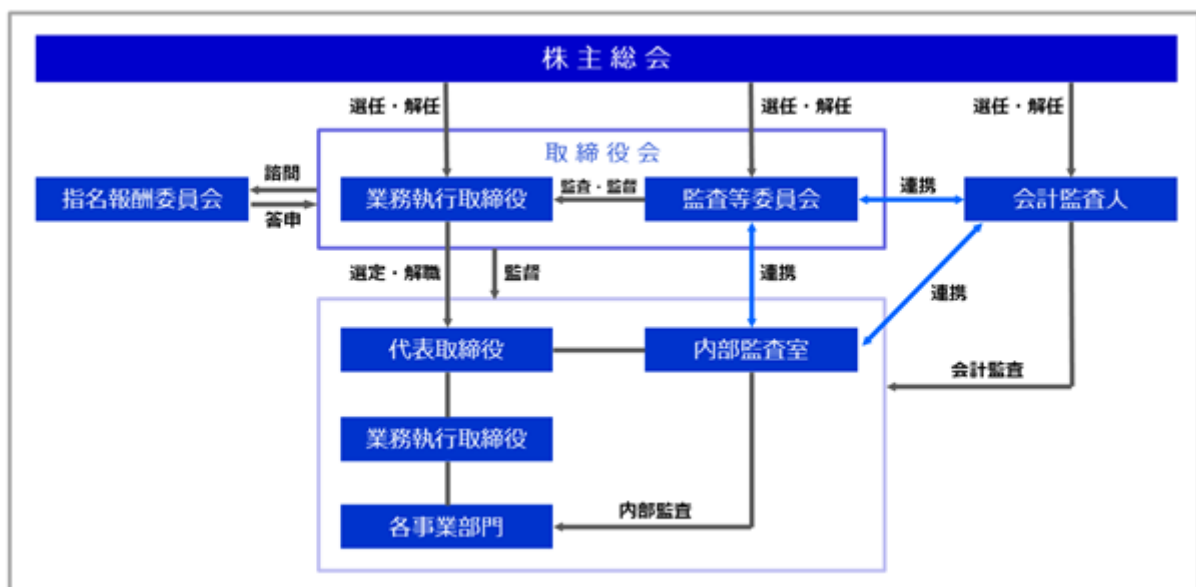 株主総会
選任・解任
選任・解任
選任・解任
取締役会
諮問
指名報酬委員会
答申
業務執行取締役
監査・監督
監査等委員会
連携
会計監査人
選定・解職
監督
連携
連携
代表取締役
内部監査室
会計監査
業務執行取締役
各事業部門
内部監査